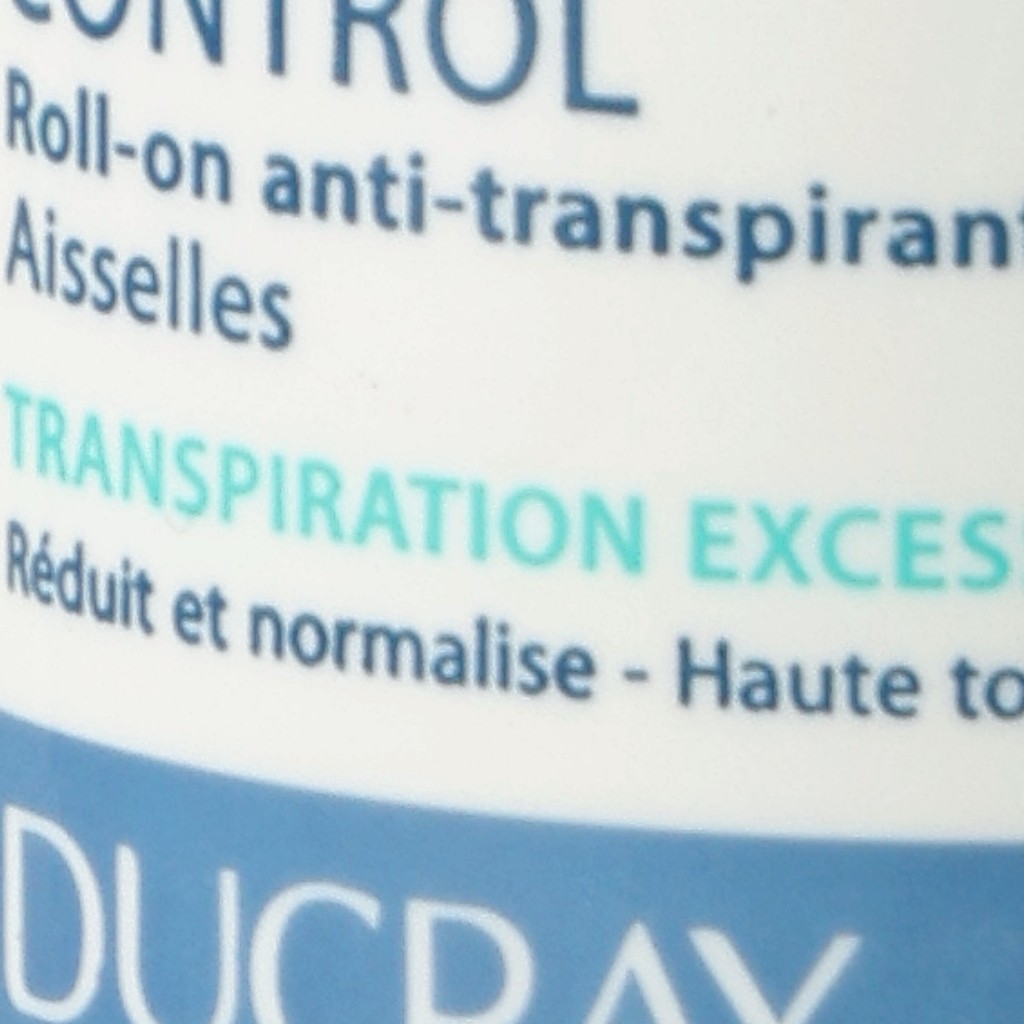 CONTROL
Roll-on anti-transpirant
Aisselles
TRANSPIRATION EXCES
Réduit et normalise - Haute to
DUCRAY